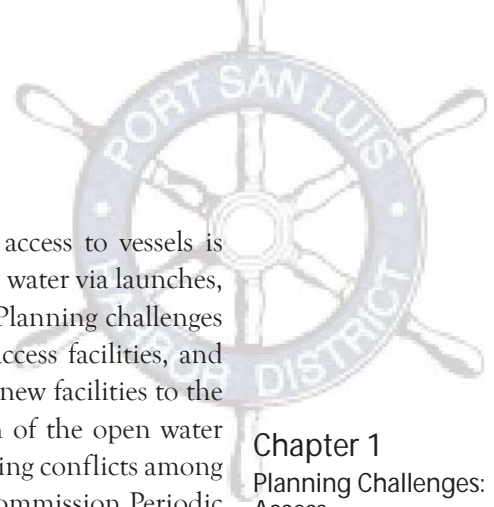 PORT SAN LUIS
HARBOR DISTRICT
access to vessels is
water via launches,
Planning challenges
access facilities, and
new facilities to the
of the open water
ing conflicts among
ommission Periodic
Chapter 1
Planning Challenges: